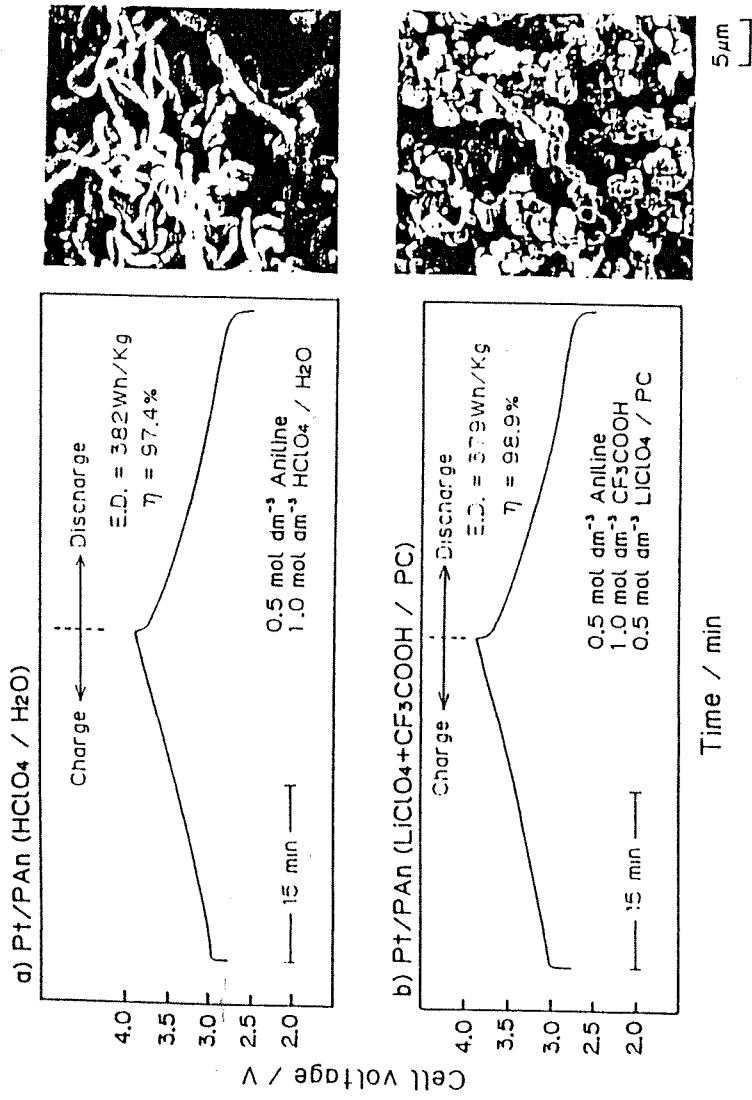 a) Pt/PAn (HClO₄ / H₂O)
Charge
Discharge
E.D. = 382Wh/Kg
η = 97.4%
0.5 mol dm⁻³ Aniline
1.0 mol dm⁻³ HClO₄ / H₂O
15 min
4.0
3.5
3.0
2.5
2.0
b) Pt/PAn (LiClO₄+CF₃COOH / PC)
Charge
Discharge
E.D. = 379Wh/Kg
η = 98.9%
0.5 mol dm⁻³ Aniline
1.0 mol dm⁻³ CF₃COOH
0.5 mol dm⁻³ LiClO₄ / PC
15 min
4.0
3.5
3.0
2.5
2.0
Cell voltage / V
Time / min
5μm